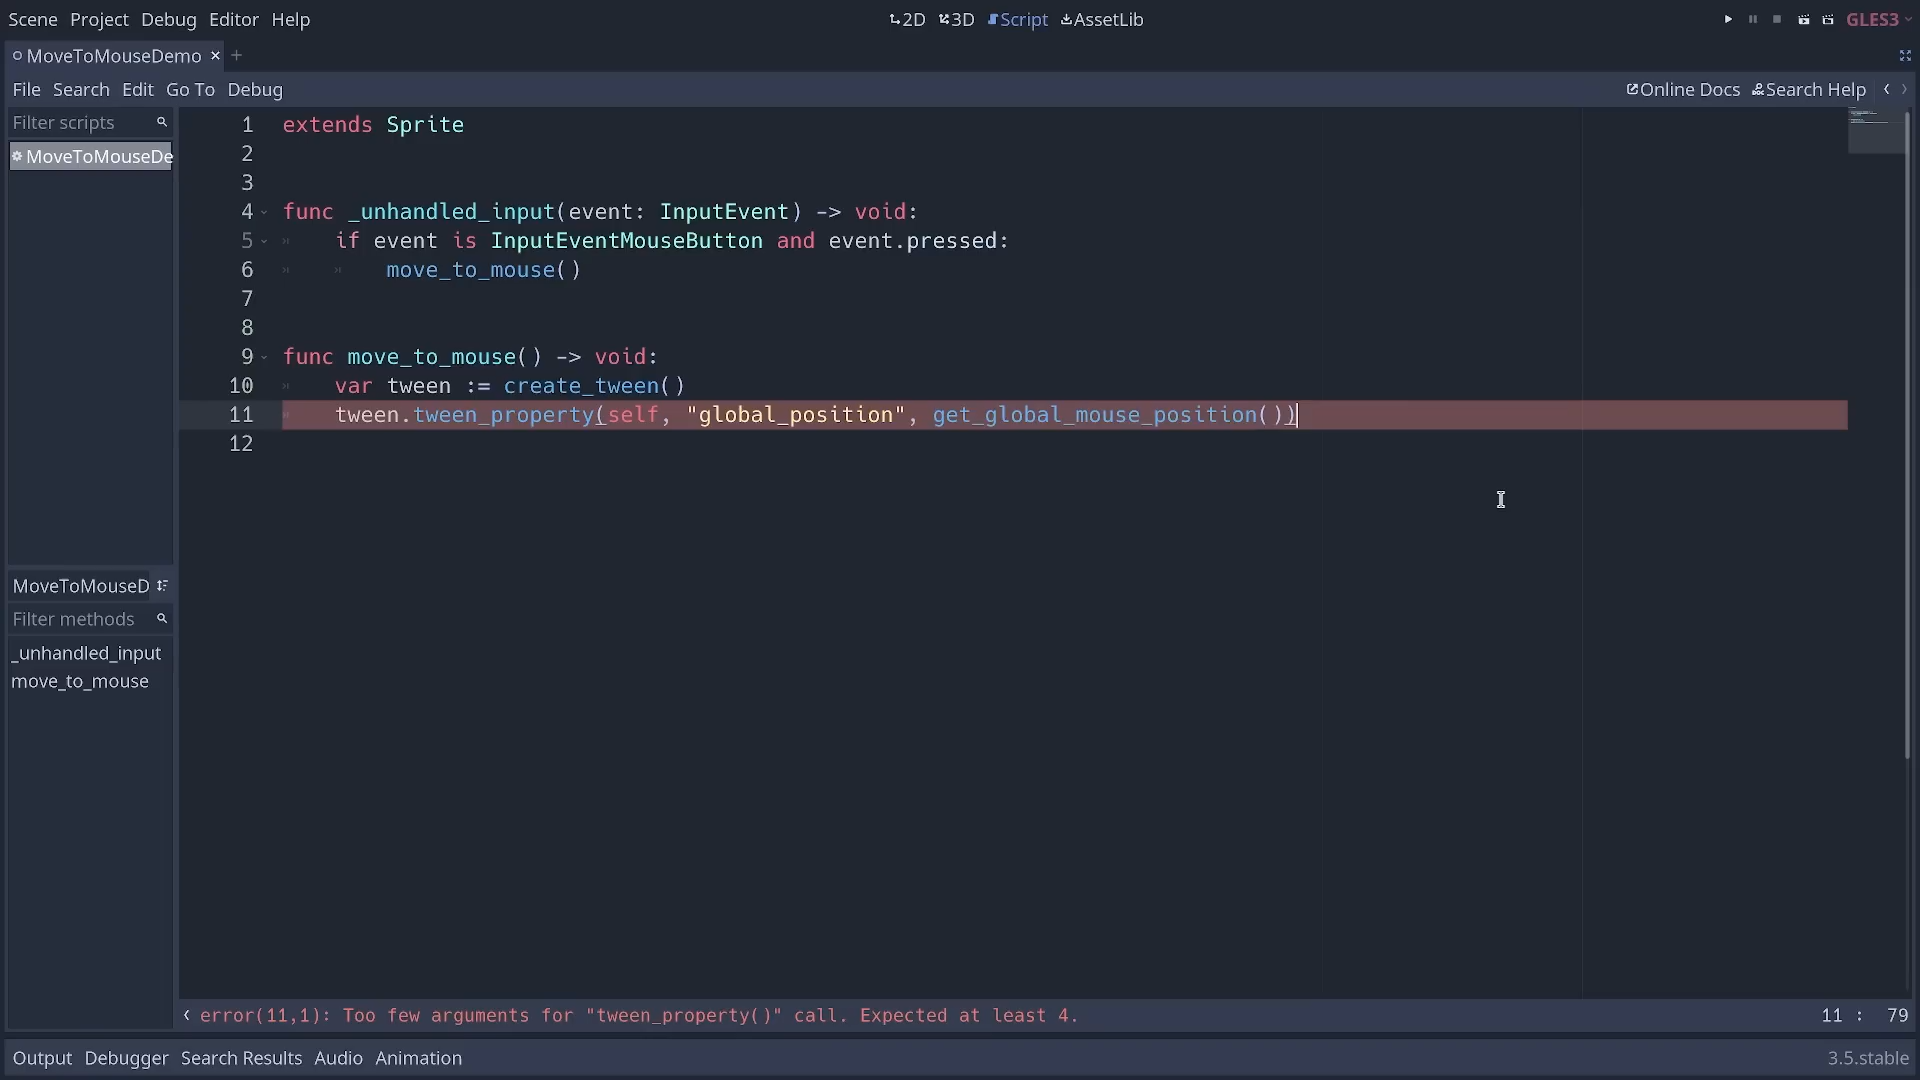 Scene Project Debug Editor Help 2D 3D Script AssetLib GLES3
MoveToMouseDemo
File Search Edit Go To Debug Online Docs Search Help
Filter scripts
MoveToMouseDe
1 extends Sprite
2
3
4 func _unhandled_input(event: InputEvent) -> void:
5 if event is InputEventMouseButton and event.pressed:
6 move_to_mouse()
7
8
9 func move_to_mouse() -> void:
10 var tween := create_tween()
11 tween.tween_property(self, "global_position", get_global_mouse_position())
12
MoveToMouseD
Filter methods
_unhandled_input
move_to_mouse
error(11,1): Too few arguments for "tween_property()" call. Expected at least 4. 11 : 79
Output Debugger Search Results Audio Animation 3.5.stable